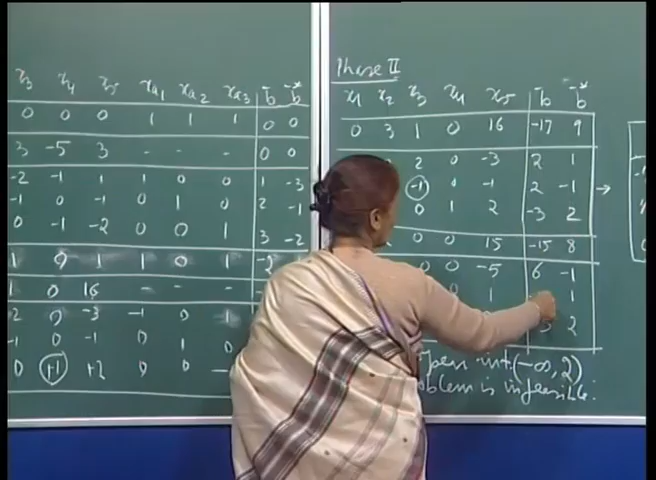 x3 x4 x5 xa1 xa2 xa3 b̄ b̄*
0 0 0 1 1 1 0 0
3 -5 3 - - - 0 0
-2 -1 1 1 0 0 1 -3
-1 0 -1 0 1 0 2 -1
0 -1 -2 0 0 1 3 -2
1 0 1 1 0 1
1 0 16 - - -
-2 0 -3 -1 0
-1 0 -1 0 1 0
0 +1 +2 0 0
Phase II
x1 x2 x3 x4 x5 b̄ b̄*
0 3 1 0 16 -17 9
2 0 -3 2 1
-1 0 -1 2 -1 →
0 1 2 -3 2
0 0 15 -15 8
0 0 -5 6 -1
1 1
2
open int (-∞, 2)
problem is infeasible.